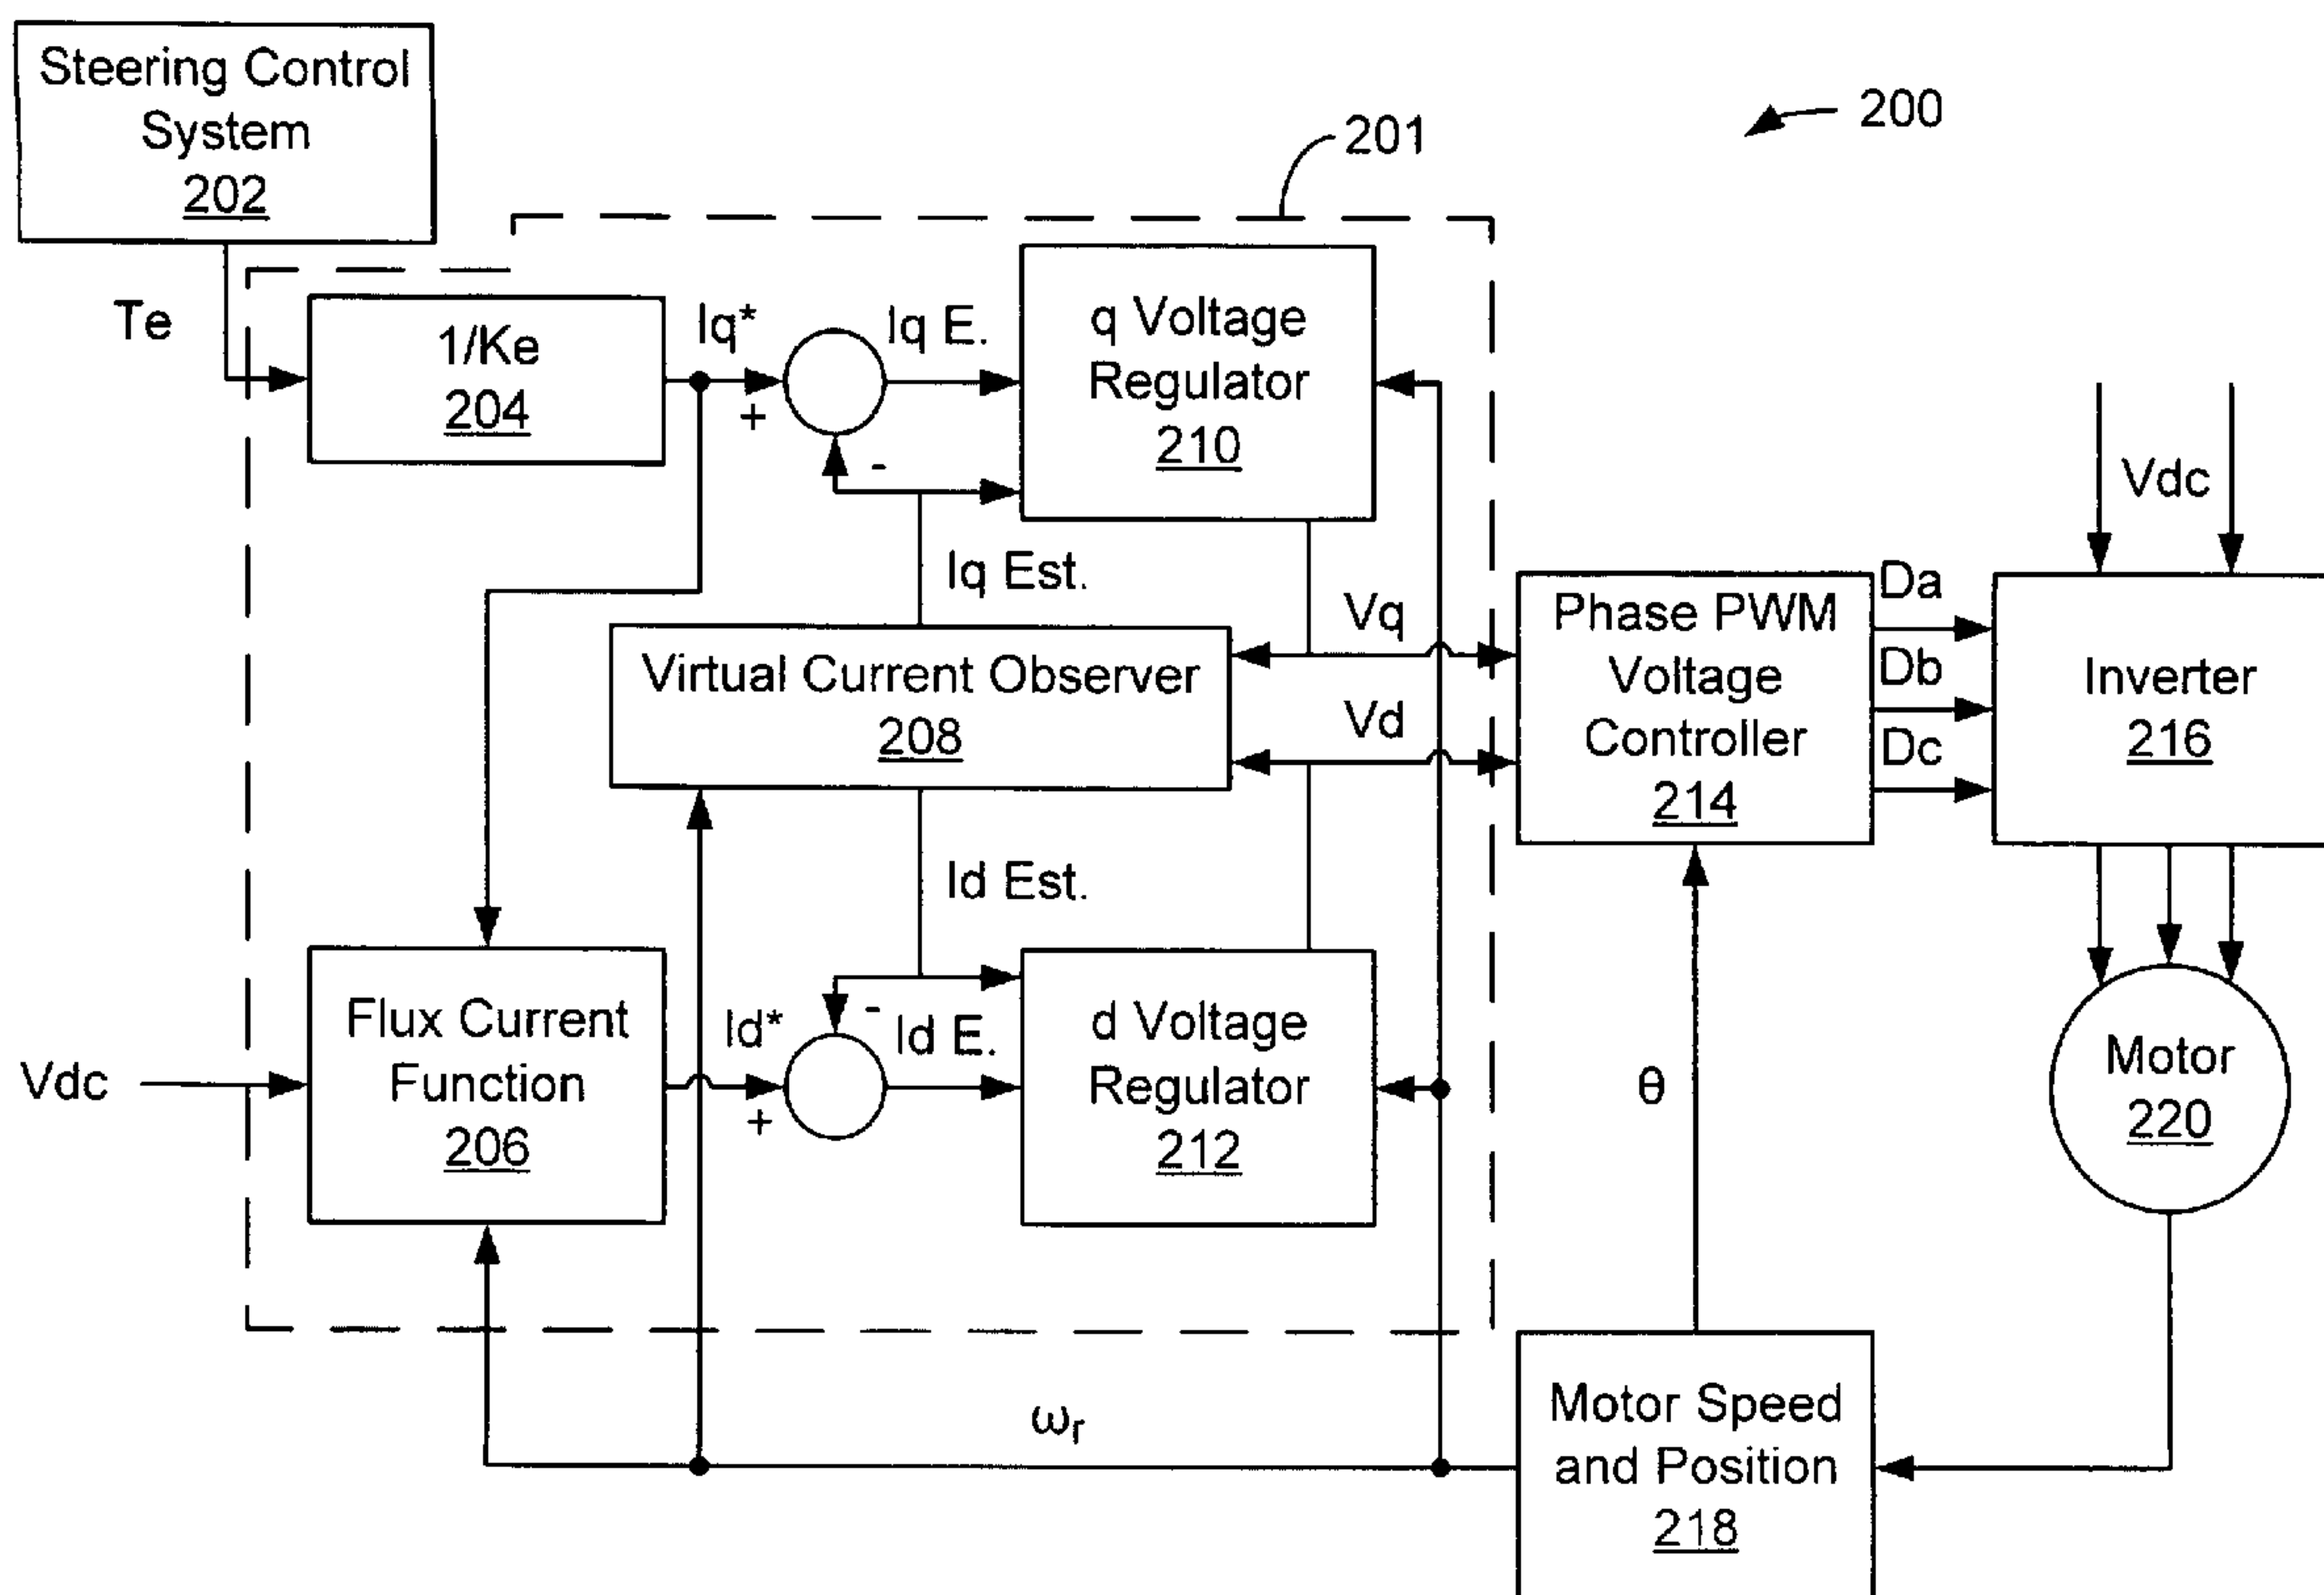 Steering Control
System
202
200
201
Te
1/Ke
204
Iq*
+
-
Iq E.
q Voltage
Regulator
210
Vdc
Iq Est.
Virtual Current Observer
208
Vq
Vd
Phase PWM
Voltage
Controller
214
Da
Db
Dc
Inverter
216
Id Est.
Vdc
Flux Current
Function
206
Id*
+
-
Id E.
d Voltage
Regulator
212
θ
Motor
220
ωr
Motor Speed
and Position
218